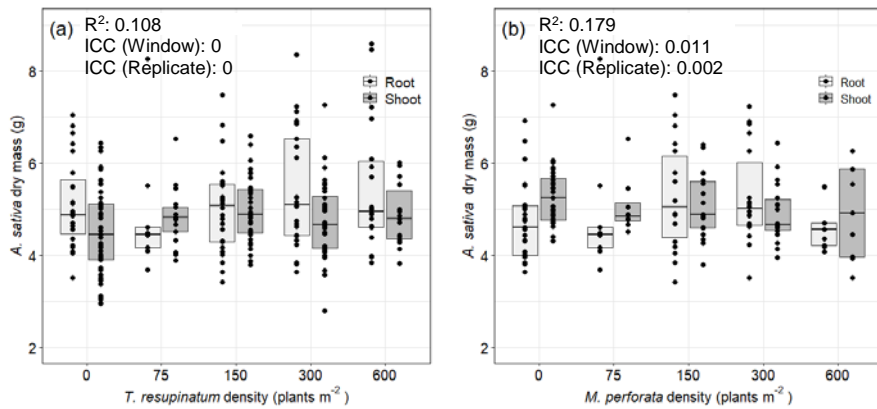 (a) R²: 0.108
ICC (Window): 0
ICC (Replicate): 0
Root
Shoot
A. sativa dry mass (g)
8
6
4
2
0 75 150 300 600
T. resupinatum density (plants m⁻²)
(b) R²: 0.179
ICC (Window): 0.011
ICC (Replicate): 0.002
Root
Shoot
A. sativa dry mass (g)
8
6
4
2
0 75 150 300 600
M. perforata density (plants m⁻²)